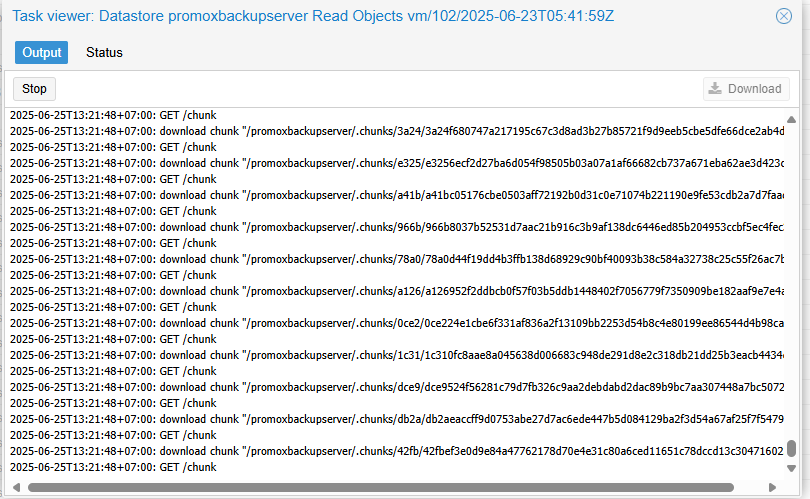 Task viewer: Datastore promoxbackupserver Read Objects vm/102/2025-06-23T05:41:59Z
Output Status
Stop Download
2025-06-25T13:21:48+07:00: GET /chunk
2025-06-25T13:21:48+07:00: download chunk "/promoxbackupserver/.chunks/3a24/3a24f680747a217195c67c3d8ad3b27b85721f9d9eeb5cbe5dfe66dce2ab4d
2025-06-25T13:21:48+07:00: GET /chunk
2025-06-25T13:21:48+07:00: download chunk "/promoxbackupserver/.chunks/e325/e3256ecf2d27ba6d054f98505b03a07a1af66682cb737a671eba62ae3d423c
2025-06-25T13:21:48+07:00: GET /chunk
2025-06-25T13:21:48+07:00: download chunk "/promoxbackupserver/.chunks/a41b/a41bc05176cbe0503aff72192b0d31c0e71074b221190e9fe53cdb2a7d7faa
2025-06-25T13:21:48+07:00: GET /chunk
2025-06-25T13:21:48+07:00: download chunk "/promoxbackupserver/.chunks/966b/966b8037b52531d7aac21b916c3b9af138dc6446ed85b204953ccbf5ec4fec
2025-06-25T13:21:48+07:00: GET /chunk
2025-06-25T13:21:48+07:00: download chunk "/promoxbackupserver/.chunks/78a0/78a0d44f19dd4b3ffb138d68929c90bf40093b38c584a32738c25c55f26ac7b
2025-06-25T13:21:48+07:00: GET /chunk
2025-06-25T13:21:48+07:00: download chunk "/promoxbackupserver/.chunks/a126/a126952f2ddbcb0f57f03b5ddb1448402f7056779f7350909be182aaf9e7e4a
2025-06-25T13:21:48+07:00: GET /chunk
2025-06-25T13:21:48+07:00: download chunk "/promoxbackupserver/.chunks/0ce2/0ce224e1cbe6f331af836a2f13109bb2253d54b8c4e80199ee86544d4b98ca
2025-06-25T13:21:48+07:00: GET /chunk
2025-06-25T13:21:48+07:00: download chunk "/promoxbackupserver/.chunks/1c31/1c310fc8aae8a045638d006683c948de291d8e2c318db21dd25b3eacb4434
2025-06-25T13:21:48+07:00: GET /chunk
2025-06-25T13:21:48+07:00: download chunk "/promoxbackupserver/.chunks/dce9/dce9524f56281c79d7fb326c9aa2debdabd2dac89b9bc7aa307448a7bc5072
2025-06-25T13:21:48+07:00: GET /chunk
2025-06-25T13:21:48+07:00: download chunk "/promoxbackupserver/.chunks/db2a/db2aeaccff9d0753abe27d7ac6ede447b5d084129ba2f3d54a67af25f7f5479
2025-06-25T13:21:48+07:00: GET /chunk
2025-06-25T13:21:48+07:00: download chunk "/promoxbackupserver/.chunks/42fb/42fbef3e0d9e84a47762178d70e4e31c80a6ced11651c78dccd13c30471602
2025-06-25T13:21:48+07:00: GET /chunk